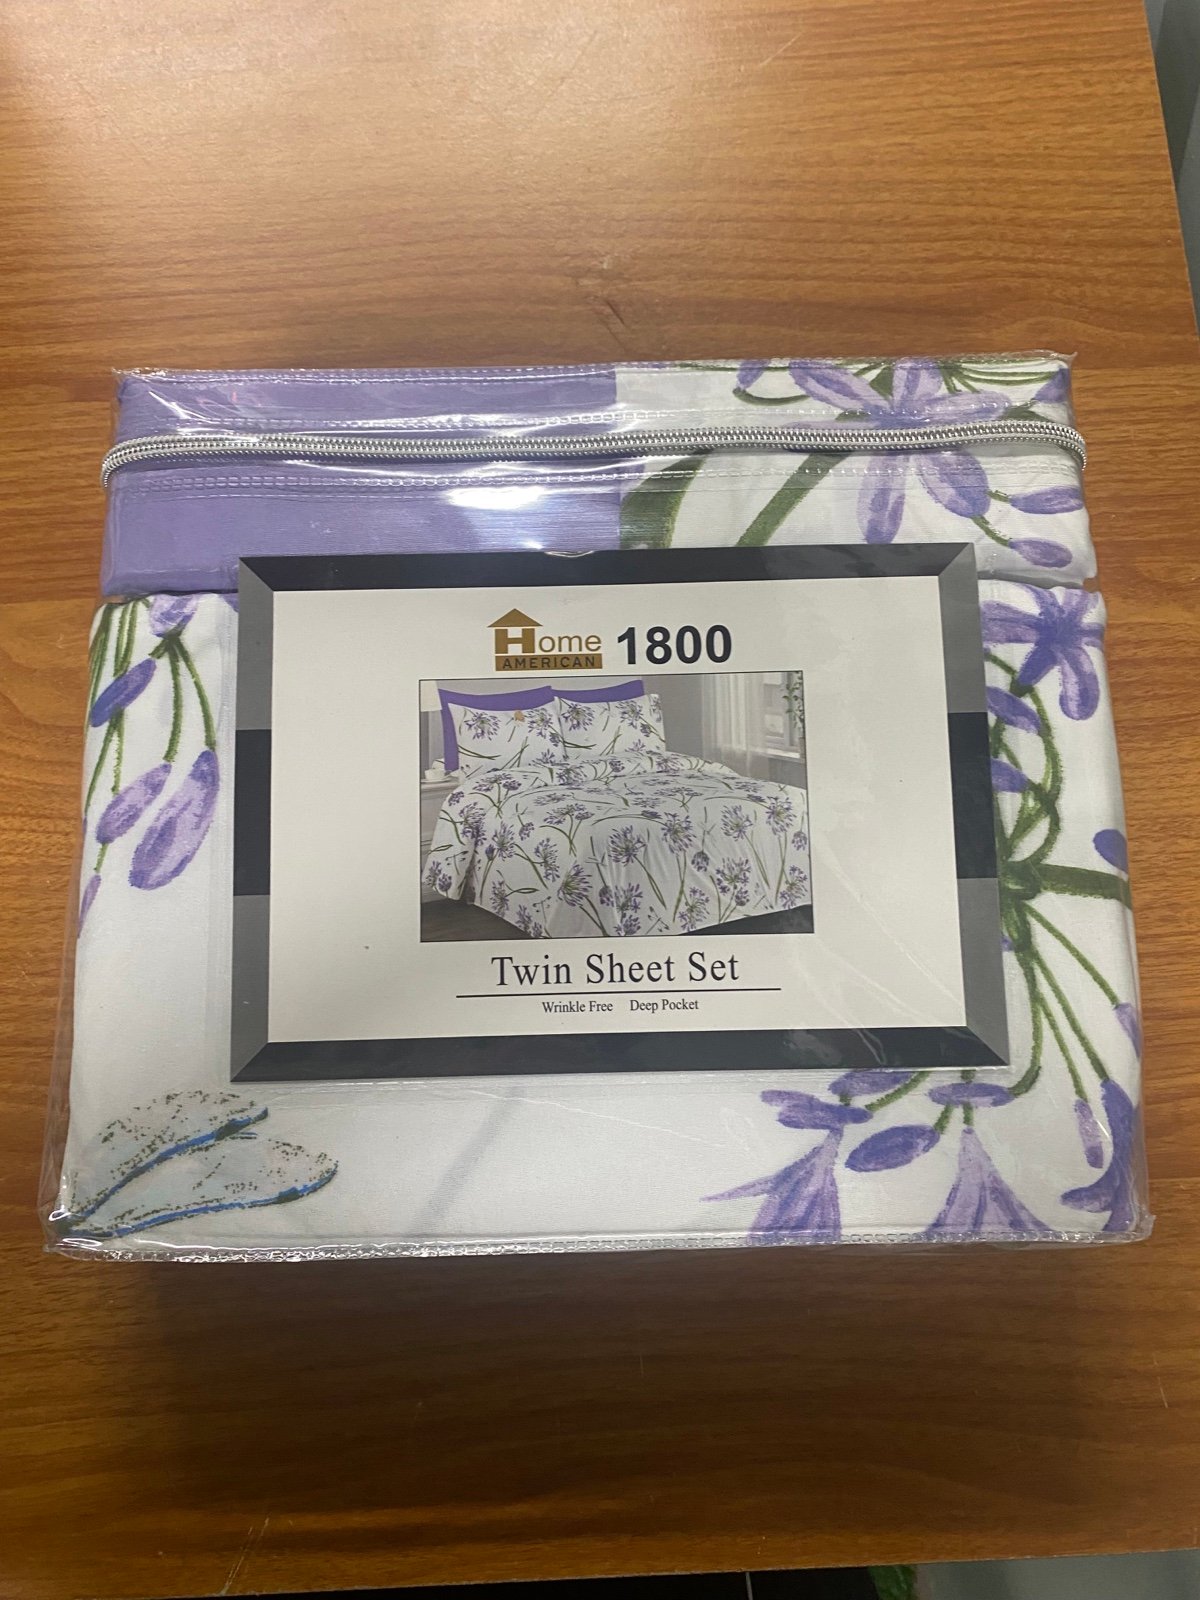 Home 1800
AMERICAN
Twin Sheet Set
Wrinkle Free Deep Pocket